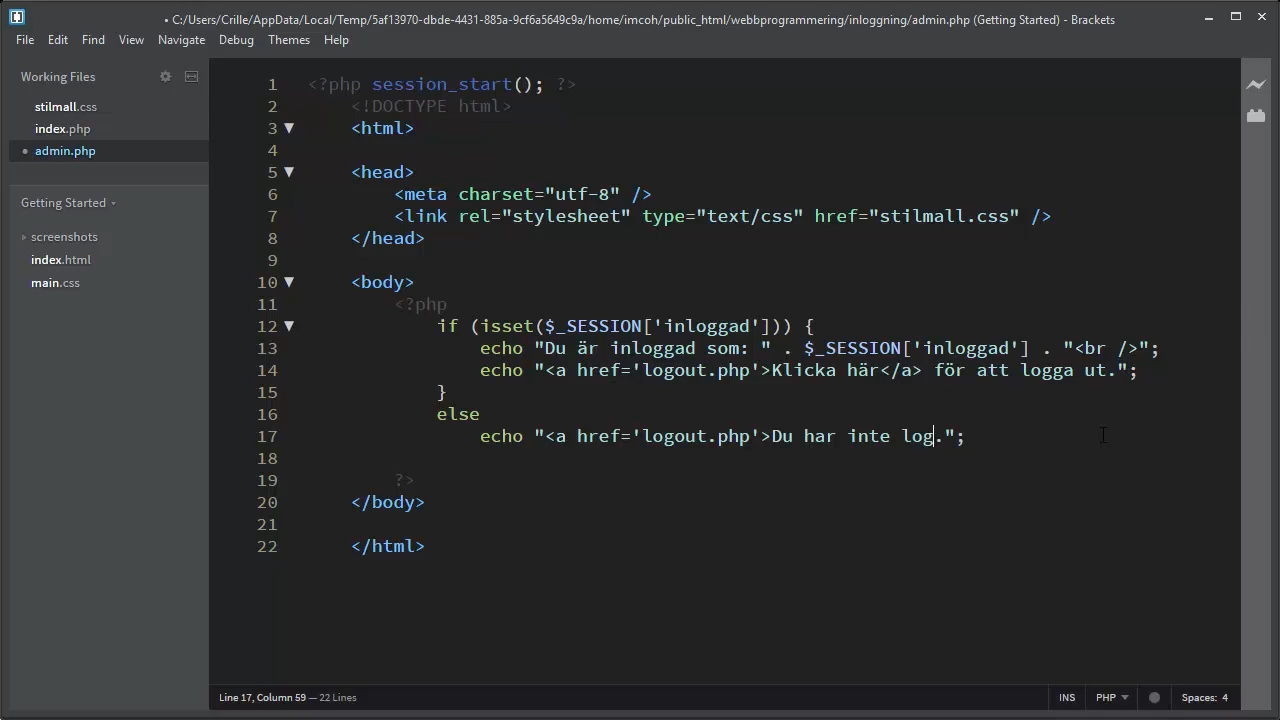 • C:/Users/Crille/AppData/Local/Temp/5af13970-dbde-4431-885a-9cf6a5649c9a/home/imcoh/public_html/webbprogrammering/inloggning/admin.php (Getting Started) - Brackets
File Edit Find View Navigate Debug Themes Help
Working Files
stilmall.css
index.php
• admin.php
Getting Started
screenshots
index.html
main.css
1 <?php session_start(); ?>
2 <!DOCTYPE html>
3 <html>
4
5 <head>
6 <meta charset="utf-8" />
7 <link rel="stylesheet" type="text/css" href="stilmall.css" />
8 </head>
9
10 <body>
11 <?php
12 if (isset($_SESSION['inloggad'])) {
13 echo "Du är inloggad som: " . $_SESSION['inloggad'] . "<br />";
14 echo "<a href='logout.php'>Klicka här</a> för att logga ut.";
15 }
16 else
17 echo "<a href='logout.php'>Du har inte log.";
18
19 ?>
20 </body>
21
22 </html>
Line 17, Column 59 — 22 Lines
INS PHP Spaces: 4